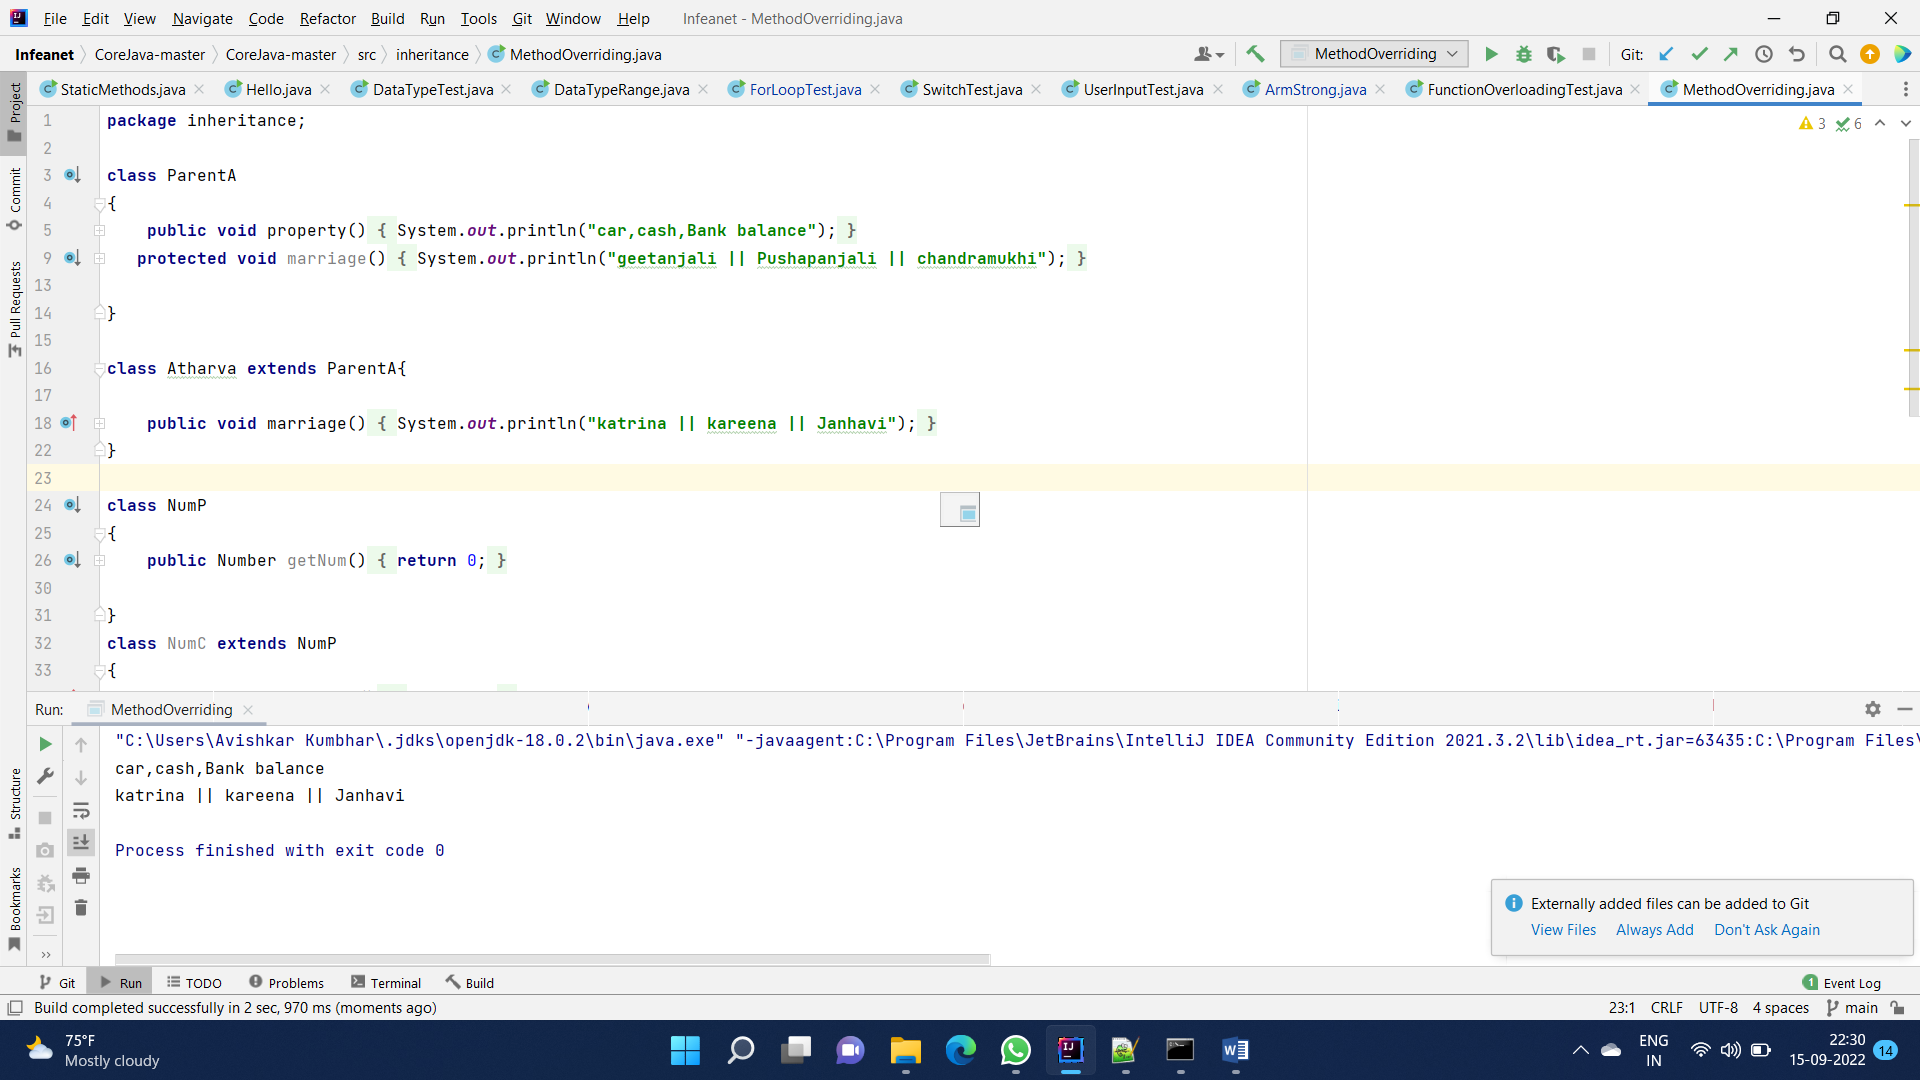 File Edit View Navigate Code Refactor Build Run Tools Git Window Help Infeanet - MethodOverriding.java
Infeanet CoreJava-master CoreJava-master src inheritance MethodOverriding.java MethodOverriding Git:
StaticMethods.java Hello.java DataTypeTest.java DataTypeRange.java ForLoopTest.java SwitchTest.java UserInputTest.java ArmStrong.java FunctionOverloadingTest.java MethodOverriding.java
Project
Commit
Pull Requests
Structure
Bookmarks
3 6
1 package inheritance;
2
3 class ParentA
4 {
5 public void property() { System.out.println("car,cash,Bank balance"); }
9 protected void marriage() { System.out.println("geetanjali || Pushapanjali || chandramukhi"); }
13
14 }
15
16 class Atharva extends ParentA{
17
18 public void marriage() { System.out.println("katrina || kareena || Janhavi"); }
22 }
23
24 class NumP
25 {
26 public Number getNum() { return 0; }
30
31 }
32 class NumC extends NumP
33 {
Run: MethodOverriding
"C:\Users\Avishkar Kumbhar\.jdks\openjdk-18.0.2\bin\java.exe" "-javaagent:C:\Program Files\JetBrains\IntelliJ IDEA Community Edition 2021.3.2\lib\idea_rt.jar=63435:C:\Program Files\
car,cash,Bank balance
katrina || kareena || Janhavi
Process finished with exit code 0
Externally added files can be added to Git
View Files Always Add Don't Ask Again
Git Run TODO Problems Terminal Build 1 Event Log
Build completed successfully in 2 sec, 970 ms (moments ago) 23:1 CRLF UTF-8 4 spaces main
75°F
Mostly cloudy
ENG
IN
22:30
15-09-2022
14